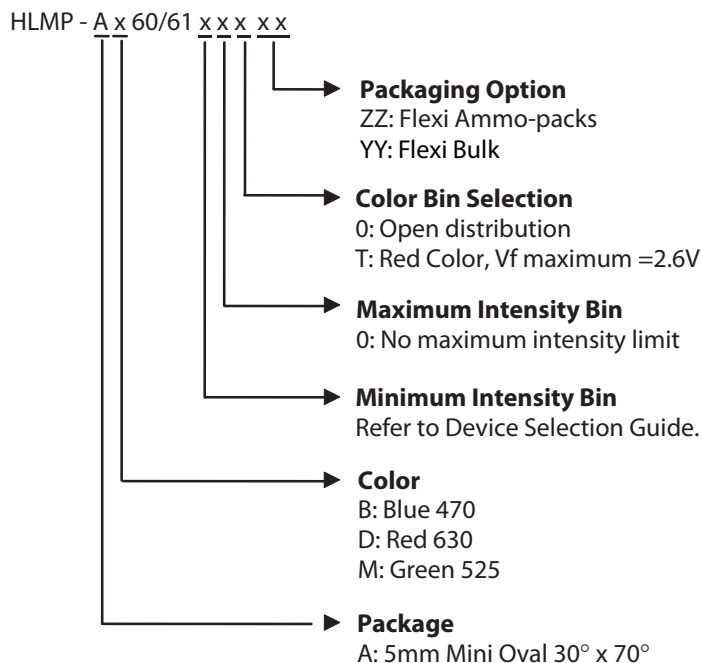 HLMP - A x 60/61 x x x x x
Packaging Option
ZZ: Flexi Ammo-packs
YY: Flexi Bulk
Color Bin Selection
0: Open distribution
T: Red Color, Vf maximum =2.6V
Maximum Intensity Bin
0: No maximum intensity limit
Minimum Intensity Bin
Refer to Device Selection Guide.
Color
B: Blue 470
D: Red 630
M: Green 525
Package
A: 5mm Mini Oval 30° x 70°